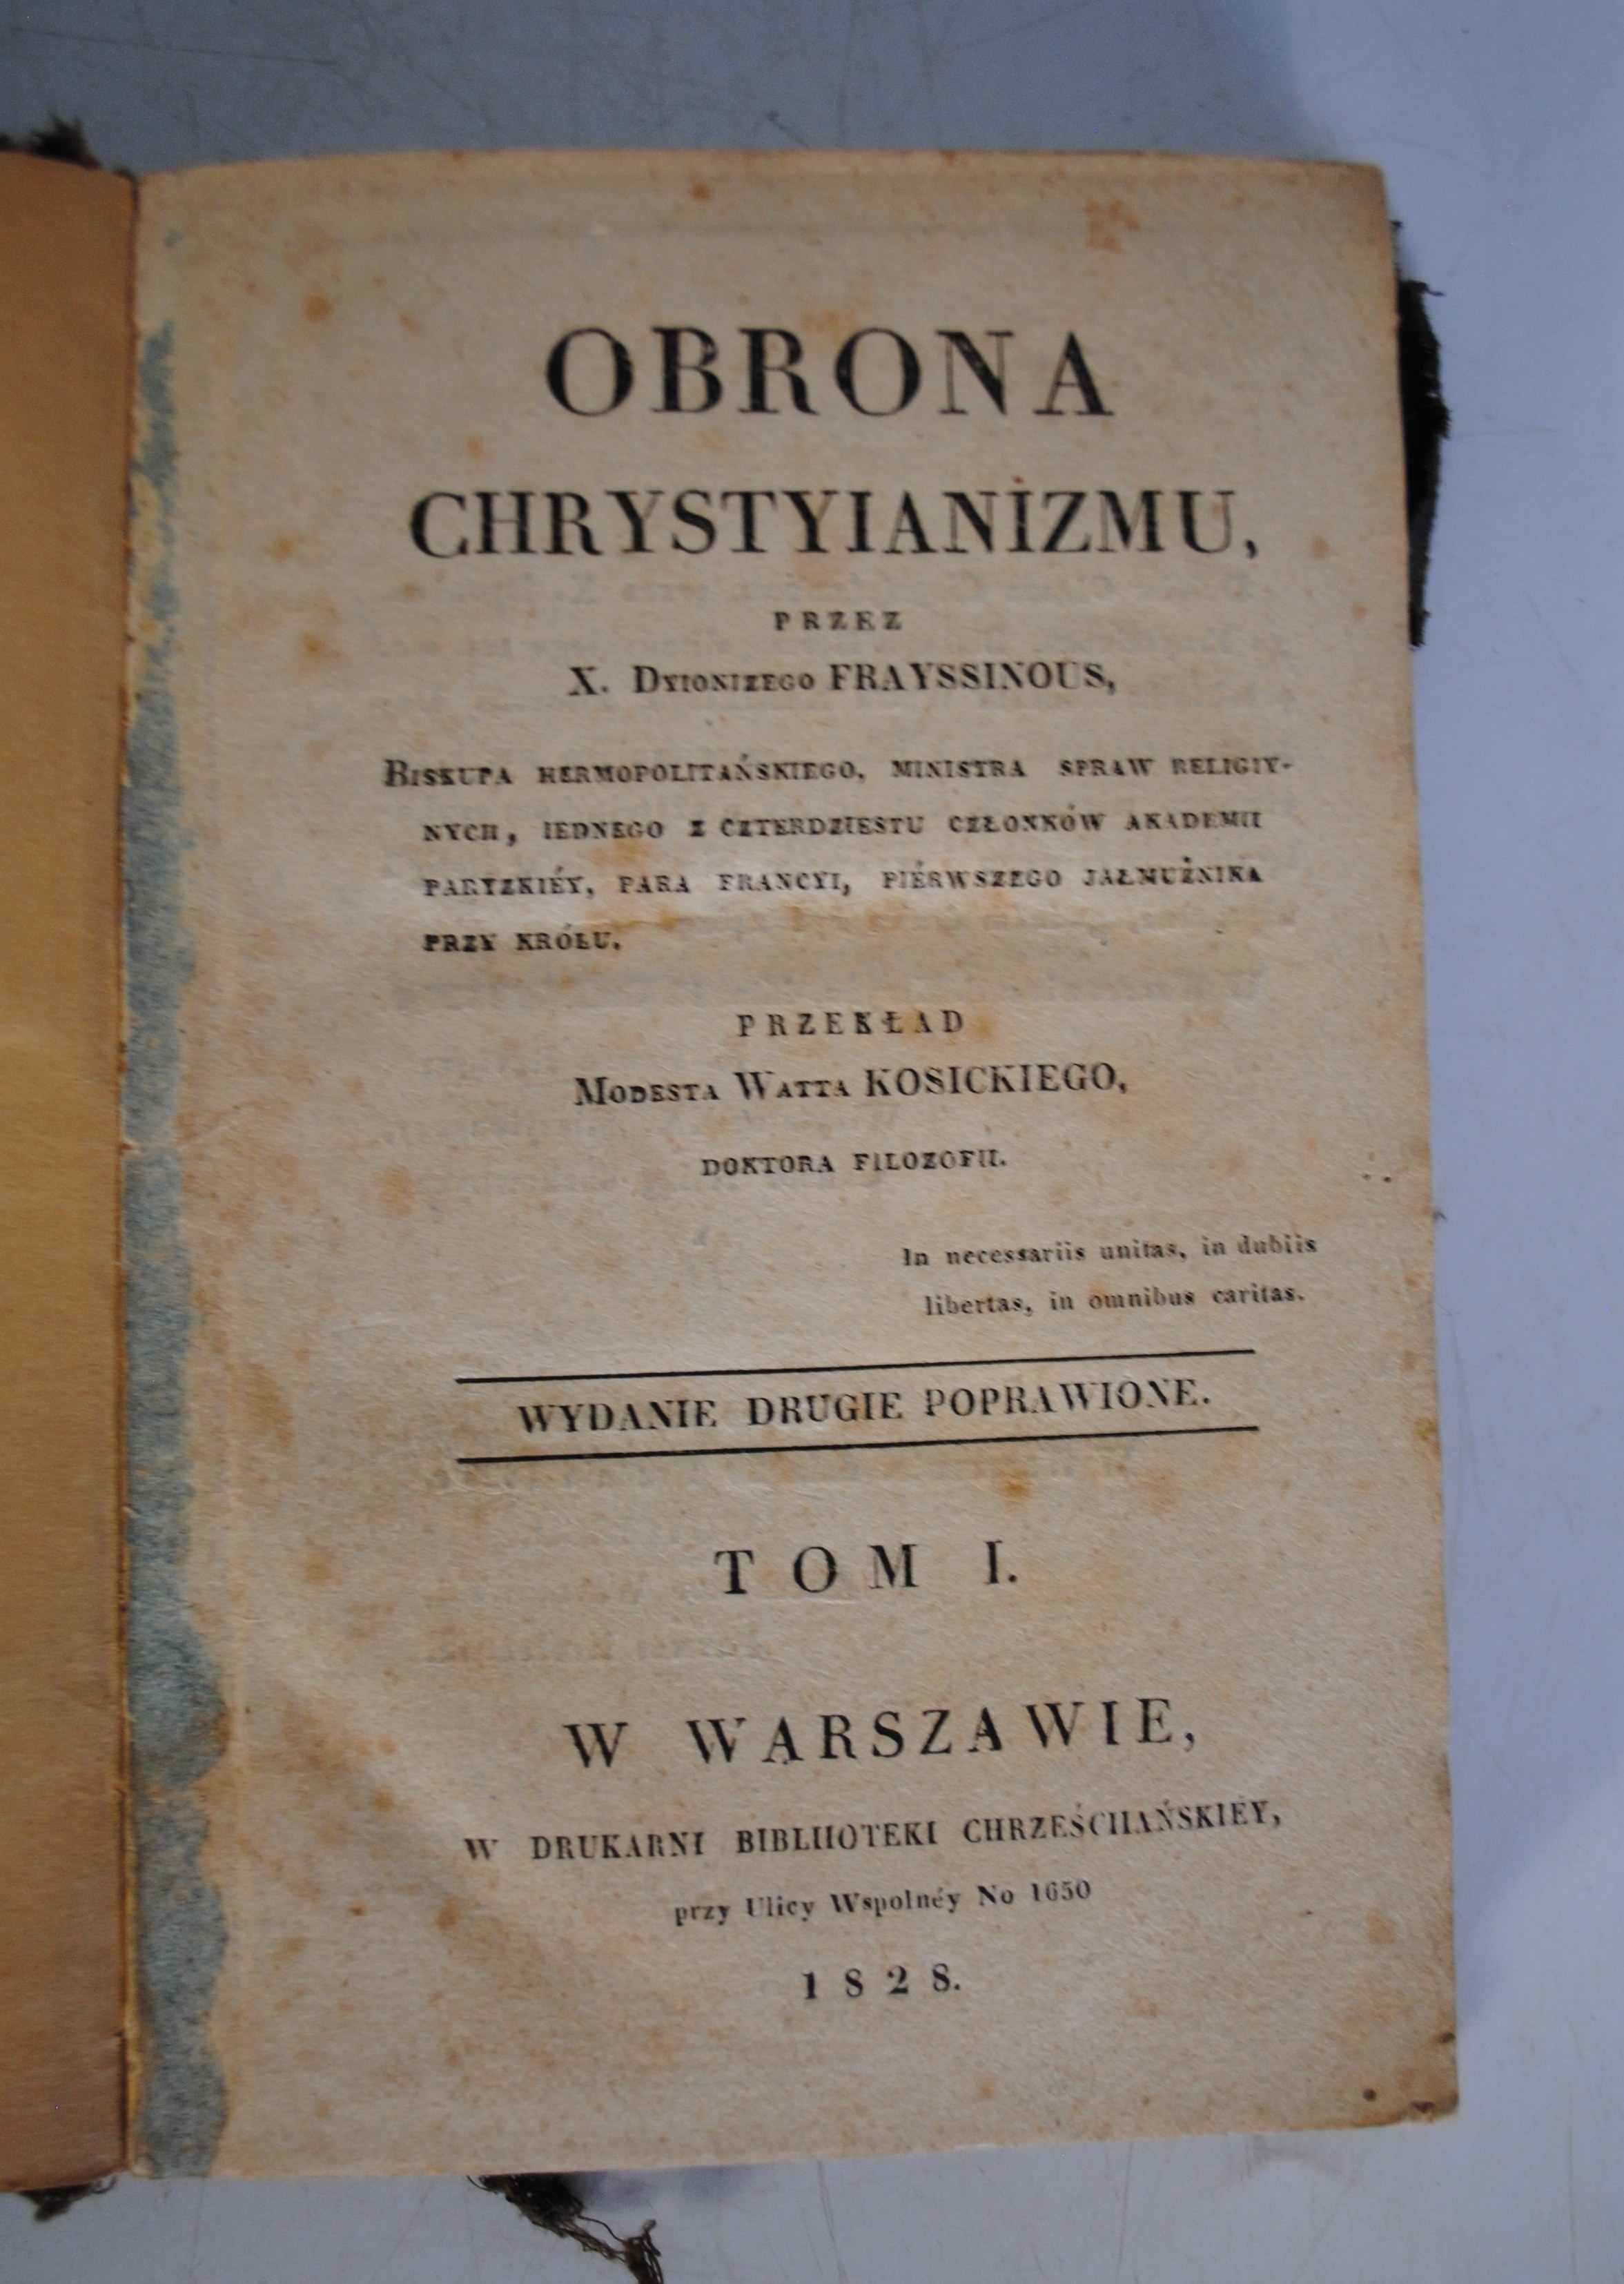 OBRONA
CHRYSTYIANIZMU,
PRZEZ
X. DYIONIZEGO FRAYSSINOUS,
BISKUPA HERMOPOLITAŃSKIEGO, MINISTRA SPRAW RELIGIY-
NYCH, IEDNEGO Z CZTERDZIESTU CZŁONKÓW AKADEMII
PARYZKIÉY, PARA FRANCYI, PIÉRWSZEGO JAŁMUŻNIKA
PRZY KRÓLU.
PRZEKŁAD
MODESTA WATTA KOSICKIEGO,
DOKTORA FILOZOFII.
In necessariis unitas, in dubiis
libertas, in omnibus caritas.
WYDANIE DRUGIE POPRAWIONE.
TOM I.
W WARSZAWIE,
W DRUKARNI BIBLIIOTEKI CHRZEŚCIIAŃSKIÉY,
przy Ulicy Wspolnéy No 1650
1828.